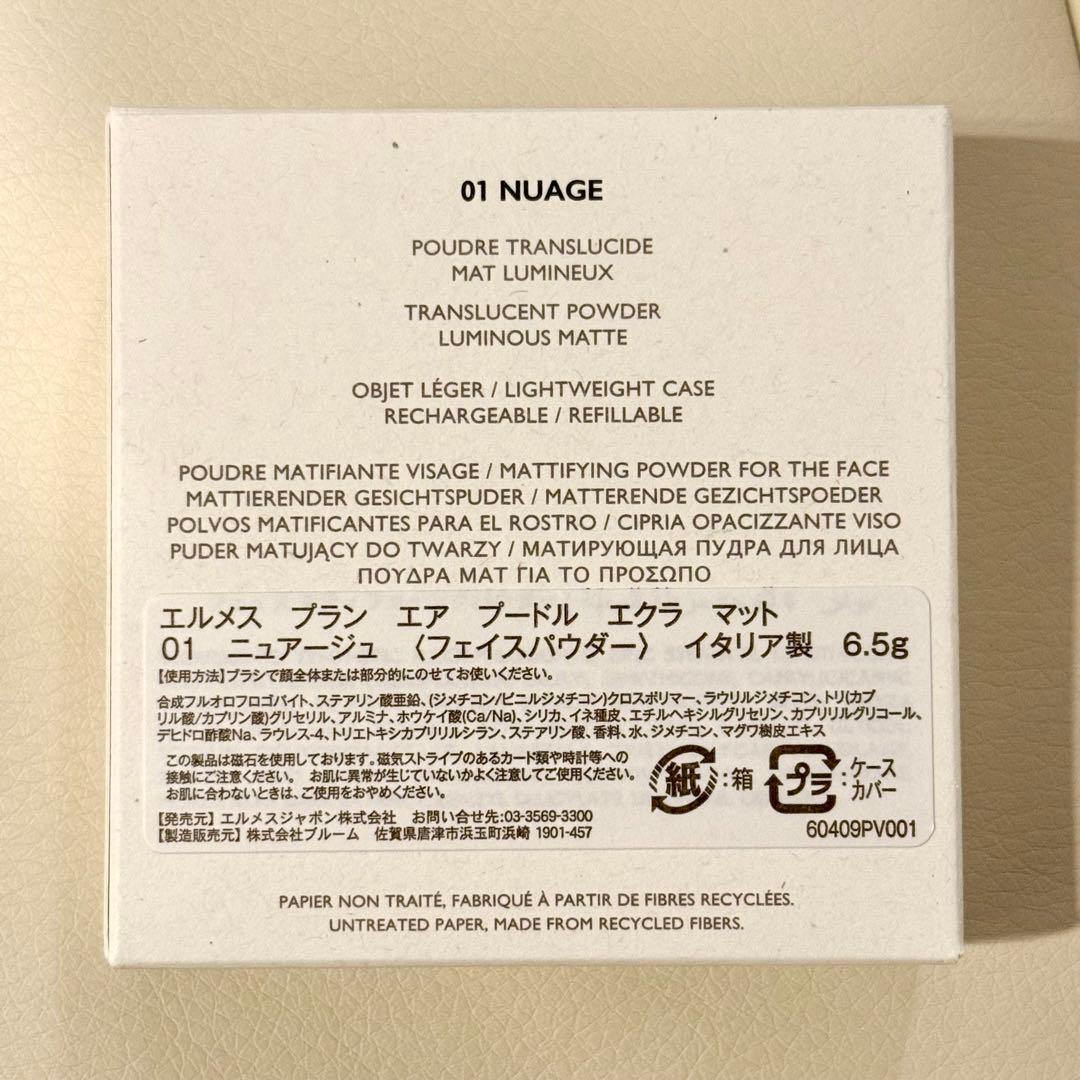 01 NUAGE
POUDRE TRANSLUCIDE
MAT LUMINEUX
TRANSLUCENT POWDER
LUMINOUS MATTE
OBJET LÉGER / LIGHTWEIGHT CASE
RECHARGEABLE / REFILLABLE
POUDRE MATIFIANTE VISAGE / MATTIFYING POWDER FOR THE FACE
MATTIERENDER GESICHTSPUDER / MATTERENDE GEZICHTSPOEDER
POLVOS MATIFICANTES PARA EL ROSTRO / CIPRIA OPACIZZANTE VISO
PUDER MATUJĄCY DO TWARZY / МАТИРУЮЩАЯ ПУДРА ДЛЯ ЛИЦА
ΠΟΥΔΡΑ ΜΑΤ ΓΙΑ ΤΟ ΠΡΟΣΩΠΟ
エルメス プラン エア プードル エクラ マット
01 ニュアージュ 〈フェイスパウダー〉 イタリア製 6.5g
【使用方法】ブラシで顔全体または部分的にのせてお使いください。
合成フルオロフロゴパイト、ステアリン酸亜鉛、(ジメチコン/ビニルジメチコン)クロスポリマー、ラウリルジメチコン、トリ(カプ
リル酸/カプリン酸)グリセリル、アルミナ、ホウケイ酸(Ca/Na)、シリカ、イネ種皮、エチルヘキシルグリセリン、カプリリルグリコール、
デヒドロ酢酸Na、ラウレス-4、トリエトキシカプリリルシラン、ステアリン酸、香料、水、ジメチコン、マグワ樹皮エキス
この製品は磁石を使用しております。磁気ストライプのあるカード類や時計等への
接触にご注意ください。 お肌に異常が生じていないかよく注意してご使用ください。
お肌に合わないときは、ご使用をおやめください。
紙:箱 プラ:ケース
カバー
【発売元】エルメスジャポン株式会社 お問い合せ先:03-3569-3300
【製造販売元】株式会社ブルーム 佐賀県唐津市浜玉町浜崎 1901-457
60409PV001
PAPIER NON TRAITÉ, FABRIQUÉ À PARTIR DE FIBRES RECYCLÉES.
UNTREATED PAPER, MADE FROM RECYCLED FIBERS.